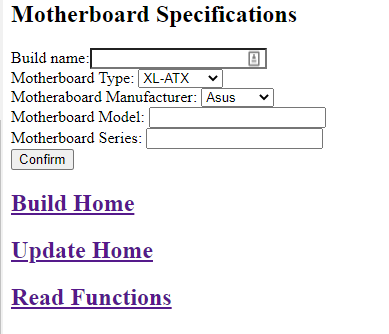 Motherboard Specifications
Build name:
Motherboard Type: XL-ATX
Motheraboard Manufacturer: Asus
Motherboard Model:
Motherboard Series:
Confirm
Build Home
Update Home
Read Functions